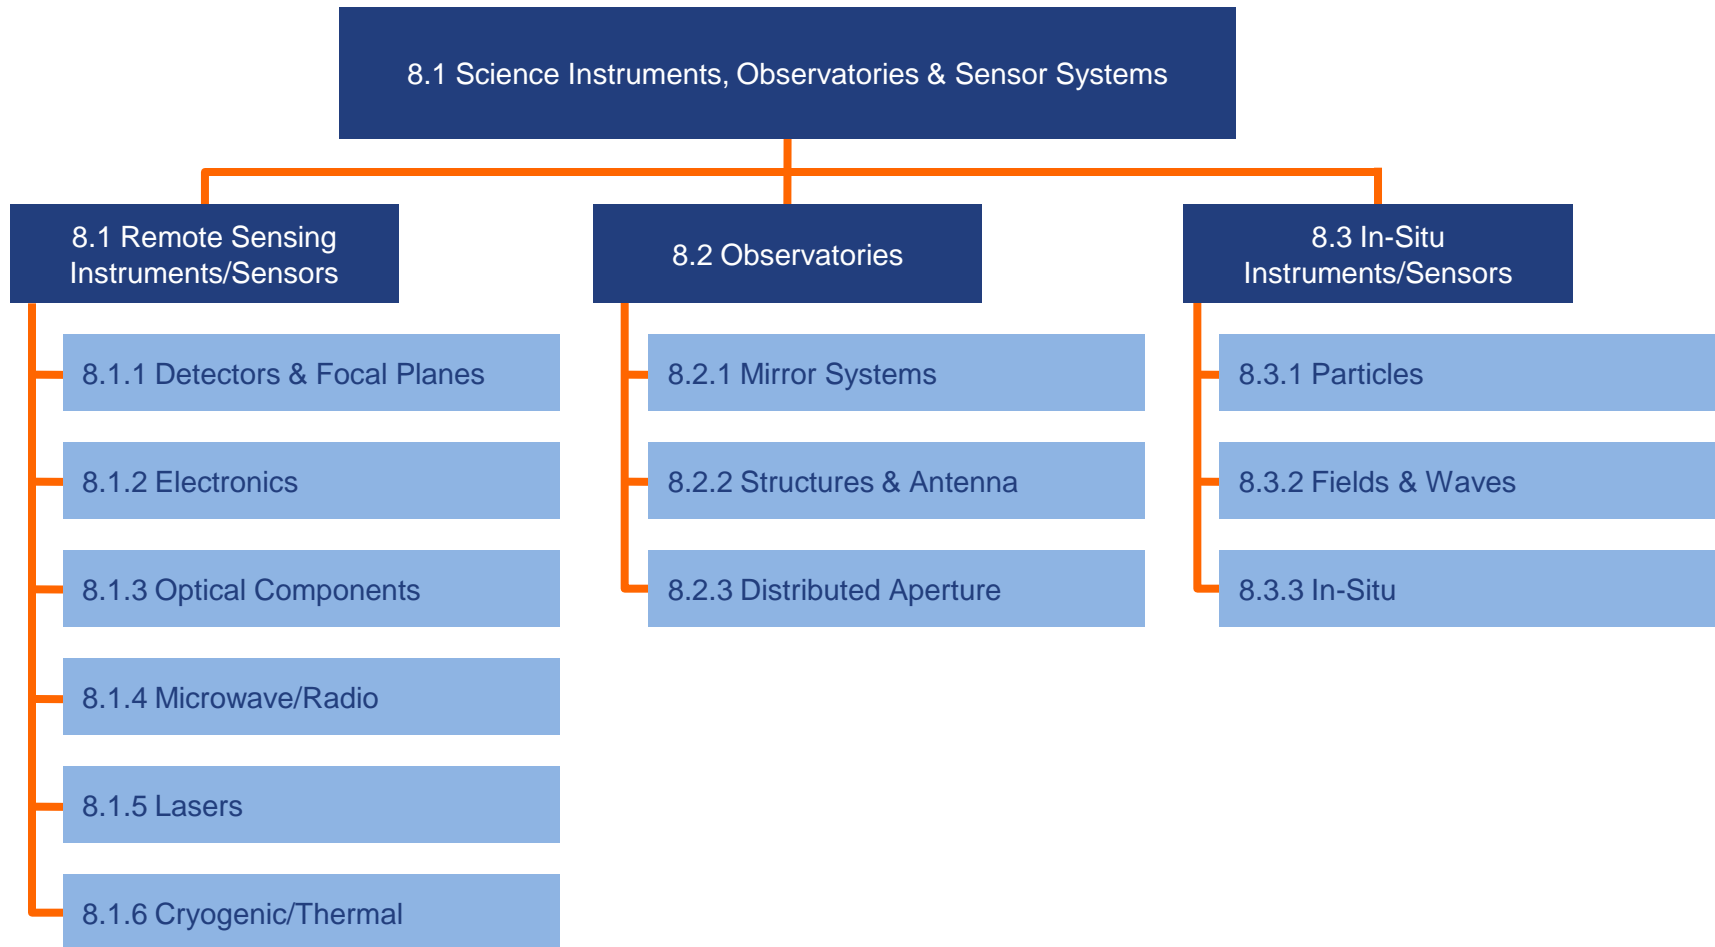 8.1 Science Instruments, Observatories & Sensor Systems
8.1 Remote Sensing
Instruments/Sensors
8.1.1 Detectors & Focal Planes
8.1.2 Electronics
8.1.3 Optical Components
8.1.4 Microwave/Radio
8.1.5 Lasers
8.1.6 Cryogenic/Thermal
8.2 Observatories
8.2.1 Mirror Systems
8.2.2 Structures & Antenna
8.2.3 Distributed Aperture
8.3 In-Situ
Instruments/Sensors
8.3.1 Particles
8.3.2 Fields & Waves
8.3.3 In-Situ